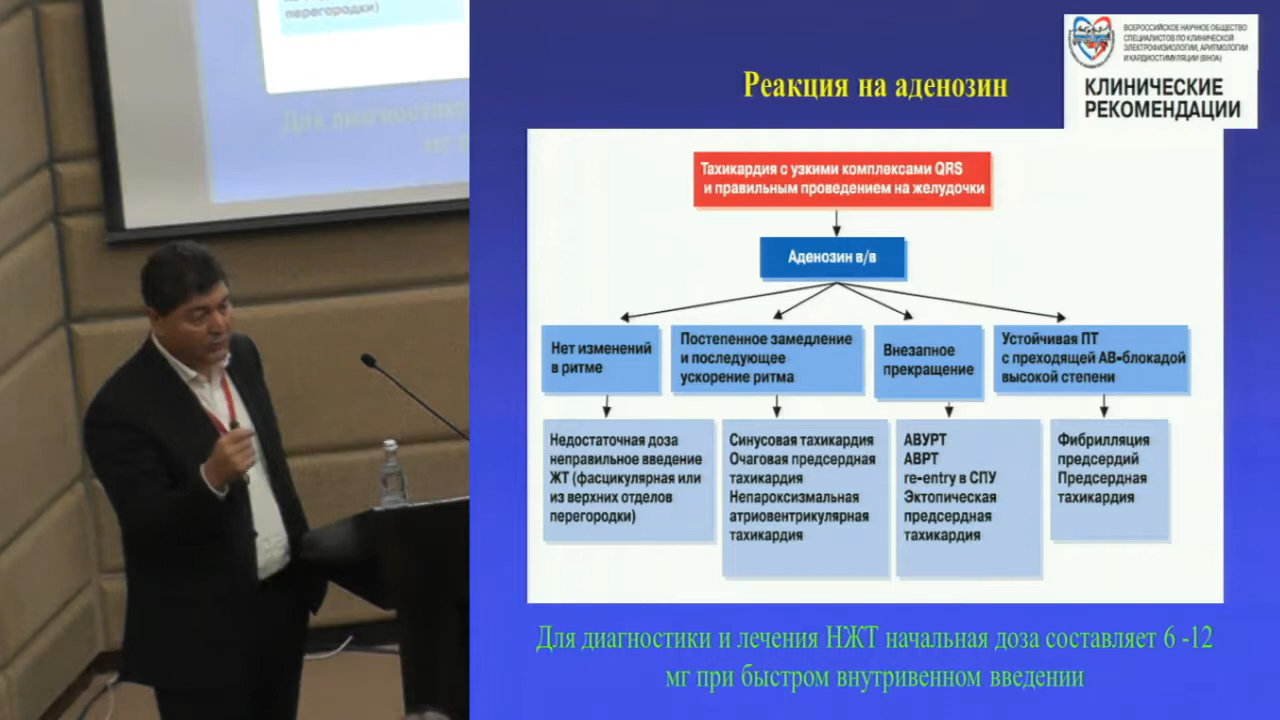 перегородки)
ВСЕРОССИЙСКОЕ НАУЧНОЕ ОБЩЕСТВО
СПЕЦИАЛИСТОВ ПО КЛИНИЧЕСКОЙ
ЭЛЕКТРОФИЗИОЛОГИИ, АРИТМОЛОГИИ
И КАРДИОСТИМУЛЯЦИИ (ВНОА)
КЛИНИЧЕСКИЕ
РЕКОМЕНДАЦИИ
Реакция на аденозин
Тахикардия с узкими комплексами QRS
и правильным проведением на желудочки
Аденозин в/в
Нет изменений
в ритме
Постепенное замедление
и последующее
ускорение ритма
Внезапное
прекращение
Устойчивая ПТ
с преходящей АВ-блокадой
высокой степени
Недостаточная доза
неправильное введение
ЖТ (фасцикулярная или
из верхних отделов
перегородки)
Синусовая тахикардия
Очаговая предсердная
тахикардия
Непароксизмальная
атриовентрикулярная
тахикардия
АВУРТ
АВРТ
re-entry в СПУ
Эктопическая
предсердная
тахикардия
Фибрилляция
предсердий
Предсердная
тахикардия
Для диагностики и лечения НЖТ начальная доза составляет 6 -12
мг при быстром внутривенном введении